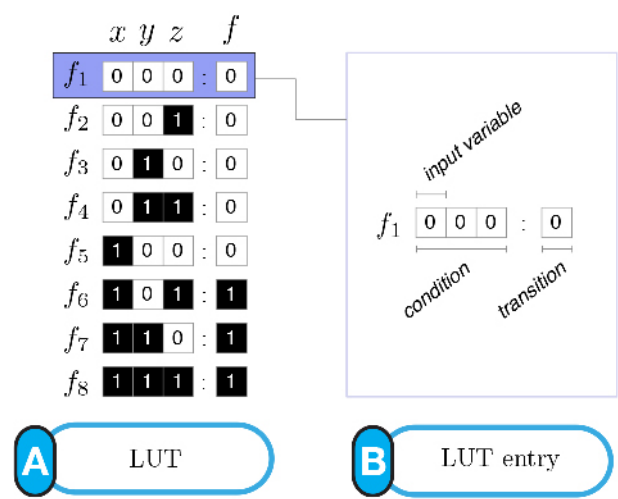 x y z f
f1 0 0 0 : 0
f2 0 0 1 : 0
f3 0 1 0 : 0
f4 0 1 1 : 0
f5 1 0 0 : 0
f6 1 0 1 : 1
f7 1 1 0 : 1
f8 1 1 1 : 1
input variable
f1 0 0 0 : 0
condition transition
A LUT
B LUT entry